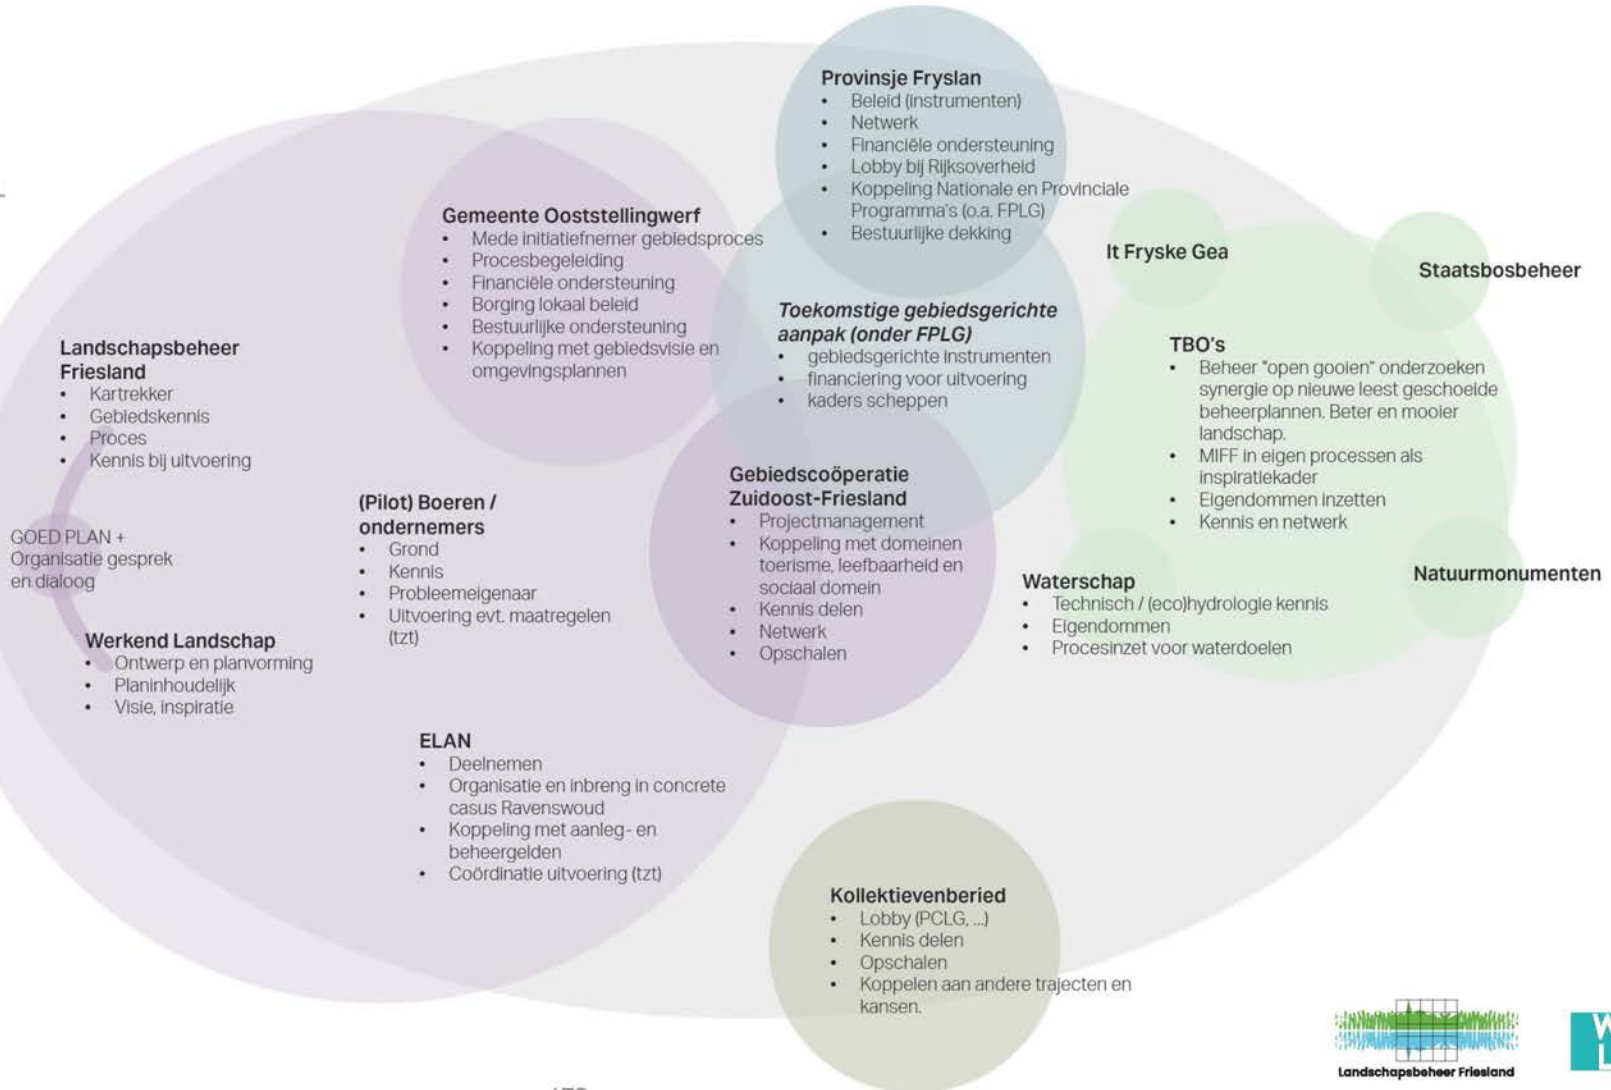 Provinsje Fryslan
• Beleid (instrumenten)
• Netwerk
• Financiële ondersteuning
• Lobby bij Rijksoverheid
• Koppeling Nationale en Provinciale
Programma's (o.a. FPLG)
• Bestuurlijke dekking
Gemeente Ooststellingwerf
• Mede initiatiefnemer gebiedsproces
• Procesbegeleiding
• Financiële ondersteuning
• Borging lokaal beleid
• Bestuurlijke ondersteuning
• Koppeling met gebiedsvisie en
omgevingsplannen
It Fryske Gea
Staatsbosbeheer
Toekomstige gebiedsgerichte
aanpak (onder FPLG)
• gebiedsgerichte instrumenten
• financiering voor uitvoering
• kaders scheppen
Landschapsbeheer
Friesland
• Kartrekker
• Gebiedskennis
• Proces
• Kennis bij uitvoering
TBO's
• Beheer "open gooien" onderzoeken
synergie op nieuwe leest geschoeide
beheerplannen. Beter en mooier
landschap.
• MIFF in eigen processen als
inspiratiekader
• Eigendommen inzetten
• Kennis en netwerk
GOED PLAN +
Organisatie gesprek
en dialoog
(Pilot) Boeren /
ondernemers
• Grond
• Kennis
• Probleemeigenaar
• Uitvoering evt. maatregelen
(tzt)
Gebiedscoöperatie
Zuidoost-Friesland
• Projectmanagement
• Koppeling met domeinen
toerisme, leefbaarheid en
sociaal domein
• Kennis delen
• Netwerk
• Opschalen
Waterschap
• Technisch / (eco)hydrologie kennis
• Eigendommen
• Procesinzet voor waterdoelen
Natuurmonumenten
Werkend Landschap
• Ontwerp en planvorming
• Planinhoudelijk
• Visie, inspiratie
ELAN
• Deelnemen
• Organisatie en inbreng in concrete
casus Ravenswoud
• Koppeling met aanleg- en
beheergelden
• Coördinatie uitvoering (tzt)
Kollektievenberied
• Lobby (PCLG, ...)
• Kennis delen
• Opschalen
• Koppelen aan andere trajecten en
kansen.
Landschapsbeheer Friesland